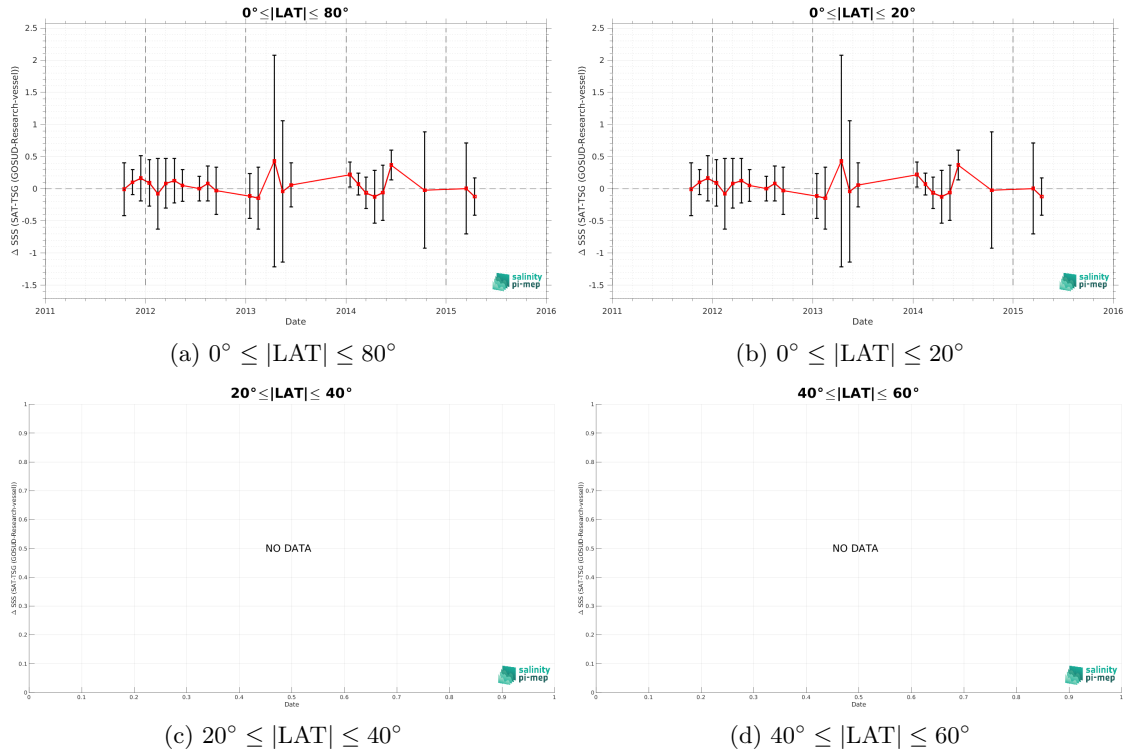 0°≤|LAT|≤ 80°
Δ SSS (SAT-TSG (GOSUD-Research-vessel))
2.5
2
1.5
1
0.5
0
-0.5
-1
-1.5
2011 2012 2013 2014 2015 2016
Date
salinity
pi-mep
(a) 0° ≤ |LAT| ≤ 80°
0°≤|LAT|≤ 20°
Δ SSS (SAT-TSG (GOSUD-Research-vessel))
2.5
2
1.5
1
0.5
0
-0.5
-1
-1.5
2011 2012 2013 2014 2015 2016
Date
salinity
pi-mep
(b) 0° ≤ |LAT| ≤ 20°
20°≤|LAT|≤ 40°
Δ SSS (SAT-TSG (GOSUD-Research-vessel))
1
0.9
0.8
0.7
0.6
0.5
0.4
0.3
0.2
0.1
0
NO DATA
0 0.1 0.2 0.3 0.4 0.5 0.6 0.7 0.8 0.9 1
Date
salinity
pi-mep
(c) 20° ≤ |LAT| ≤ 40°
40°≤|LAT|≤ 60°
Δ SSS (SAT-TSG (GOSUD-Research-vessel))
1
0.9
0.8
0.7
0.6
0.5
0.4
0.3
0.2
0.1
0
NO DATA
0 0.1 0.2 0.3 0.4 0.5 0.6 0.7 0.8 0.9 1
Date
salinity
pi-mep
(d) 40° ≤ |LAT| ≤ 60°